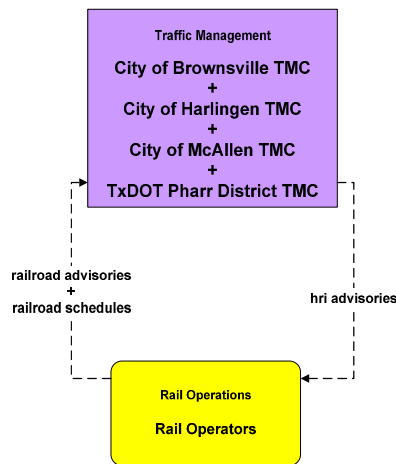 Traffic Management
City of Brownsville TMC
+
City of Harlingen TMC
+
City of McAllen TMC
+
TxDOT Pharr District TMC
railroad advisories
+
railroad schedules
hri advisories
Rail Operations
Rail Operators